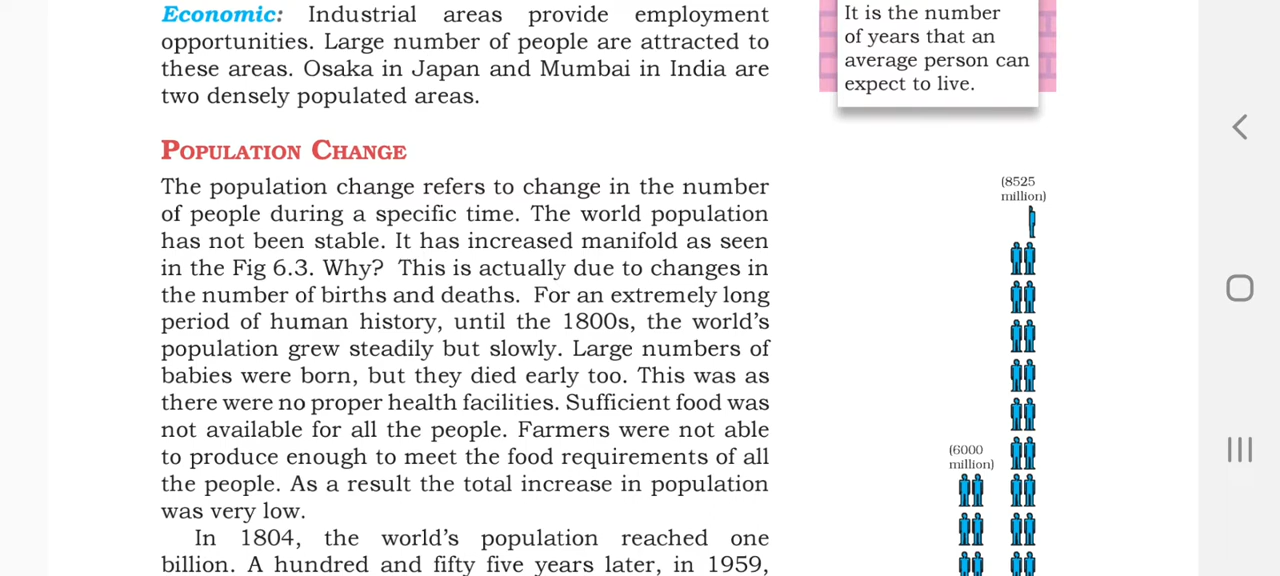 Economic: Industrial areas provide employment
opportunities. Large number of people are attracted to
these areas. Osaka in Japan and Mumbai in India are
two densely populated areas.
POPULATION CHANGE
The population change refers to change in the number
of people during a specific time. The world population
has not been stable. It has increased manifold as seen
in the Fig 6.3. Why? This is actually due to changes in
the number of births and deaths. For an extremely long
period of human history, until the 1800s, the world's
population grew steadily but slowly. Large numbers of
babies were born, but they died early too. This was as
there were no proper health facilities. Sufficient food was
not available for all the people. Farmers were not able
to produce enough to meet the food requirements of all
the people. As a result the total increase in population
was very low.
In 1804, the world's population reached one
billion. A hundred and fifty five years later, in 1959,
It is the number
of years that an
average person can
expect to live.
(8525
million)
(6000
million)